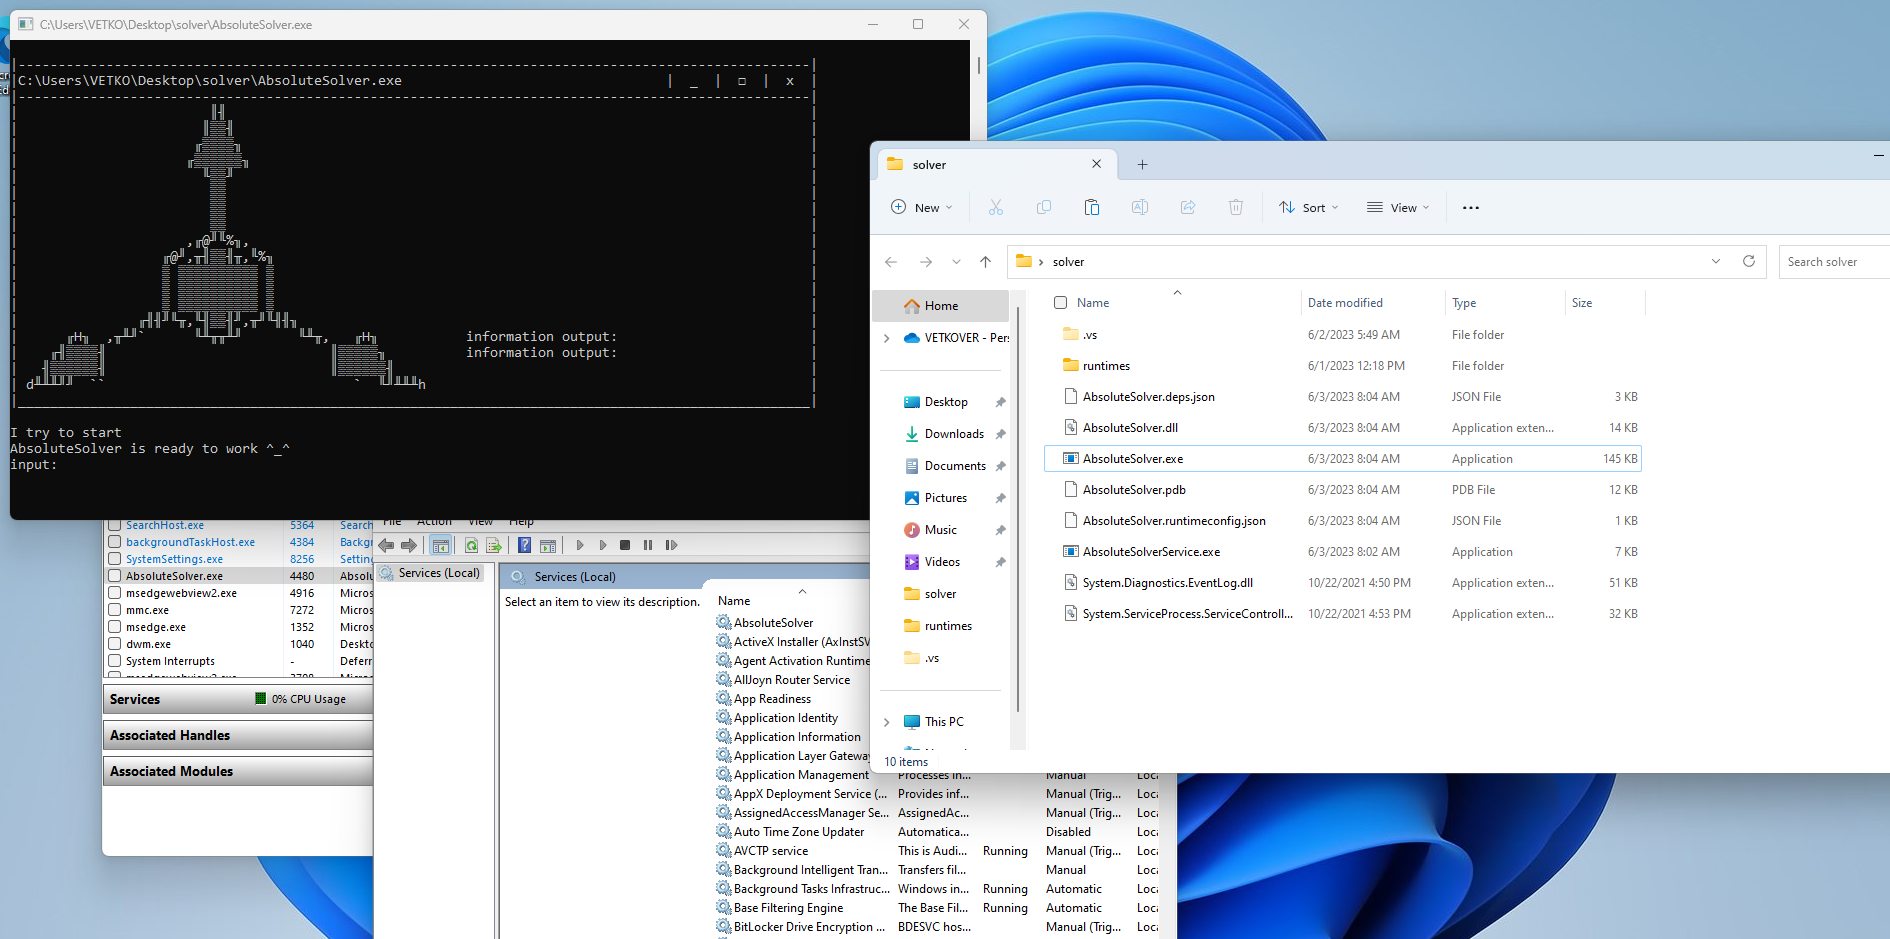 C:\Users\VETKO\Desktop\solver\AbsoluteSolver.exe
C:\Users\VETKO\Desktop\solver\AbsoluteSolver.exe | _ | □ | x |
information output:
information output:
I try to start
AbsoluteSolver is ready to work ^_^
input:
solver
New
Sort
View
solver
Search solver
Home
VETKOVER - Pers
Desktop
Downloads
Documents
Pictures
Music
Videos
solver
runtimes
.vs
This PC
10 items
Name Date modified Type Size
.vs 6/2/2023 5:49 AM File folder
runtimes 6/1/2023 12:18 PM File folder
AbsoluteSolver.deps.json 6/3/2023 8:04 AM JSON File 3 KB
AbsoluteSolver.dll 6/3/2023 8:04 AM Application exten... 14 KB
AbsoluteSolver.exe 6/3/2023 8:04 AM Application 145 KB
AbsoluteSolver.pdb 6/3/2023 8:04 AM PDB File 12 KB
AbsoluteSolver.runtimeconfig.json 6/3/2023 8:04 AM JSON File 1 KB
AbsoluteSolverService.exe 6/3/2023 8:02 AM Application 7 KB
System.Diagnostics.EventLog.dll 10/22/2021 4:50 PM Application exten... 51 KB
System.ServiceProcess.ServiceControll... 10/22/2021 4:53 PM Application exten... 32 KB
SearchHost.exe 5364 Search
backgroundTaskHost.exe 4384 Backgr
SystemSettings.exe 8256 Setting
AbsoluteSolver.exe 4480 Absolu
msedgewebview2.exe 4916 Micros
mmc.exe 7272 Micros
msedge.exe 1352 Micros
dwm.exe 1040 Deskto
System Interrupts - Deferr
Services 0% CPU Usage
Associated Handles
Associated Modules
File Action View Help
Services (Local)
Services (Local)
Select an item to view its description.
Name
AbsoluteSolver
ActiveX Installer (AxInstSV
Agent Activation Runtime
AllJoyn Router Service
App Readiness
Application Identity
Application Information
Application Layer Gateway
Application Management Processes in... Manual Loca
AppX Deployment Service (... Provides inf... Manual (Trig... Loca
AssignedAccessManager Se... AssignedAc... Manual (Trig... Loca
Auto Time Zone Updater Automatica... Disabled Loca
AVCTP service This is Audi... Running Manual (Trig... Loca
Background Intelligent Tran... Transfers fil... Manual Loca
Background Tasks Infrastruc... Windows in... Running Automatic Loca
Base Filtering Engine The Base Fil... Running Automatic Loca
BitLocker Drive Encryption ... BDESVC hos... Manual (Trig... Loca